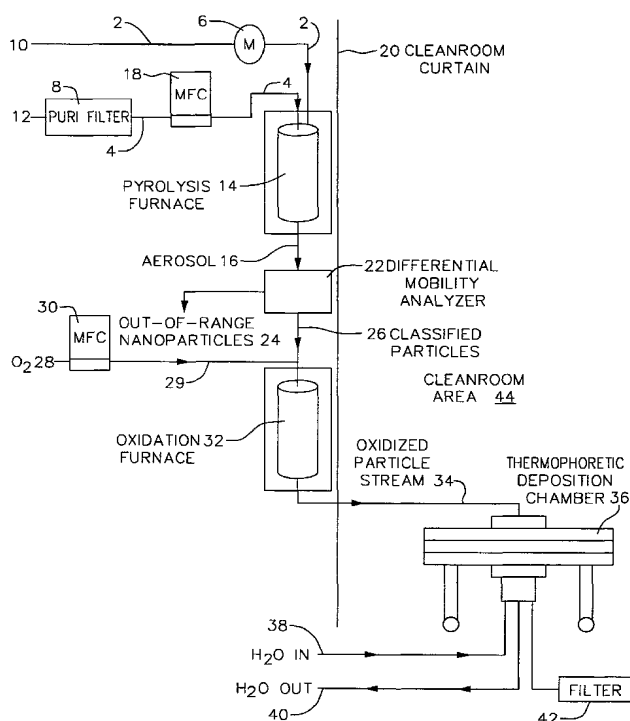 10
2
6
M
2
20 CLEANROOM
CURTAIN
8
18
MFC
4
12
PURI FILTER
4
PYROLYSIS 14
FURNACE
AEROSOL 16
22 DIFFERENTIAL
MOBILITY
ANALYZER
30
MFC
OUT-OF-RANGE
NANOPARTICLES 24
26 CLASSIFIED
PARTICLES
O2 28
29
CLEANROOM
AREA 44
OXIDATION 32
FURNACE
OXIDIZED
PARTICLE
STREAM 34
THERMOPHORETIC
DEPOSITION
CHAMBER 36
38
H2O IN
H2O OUT
40
FILTER
42